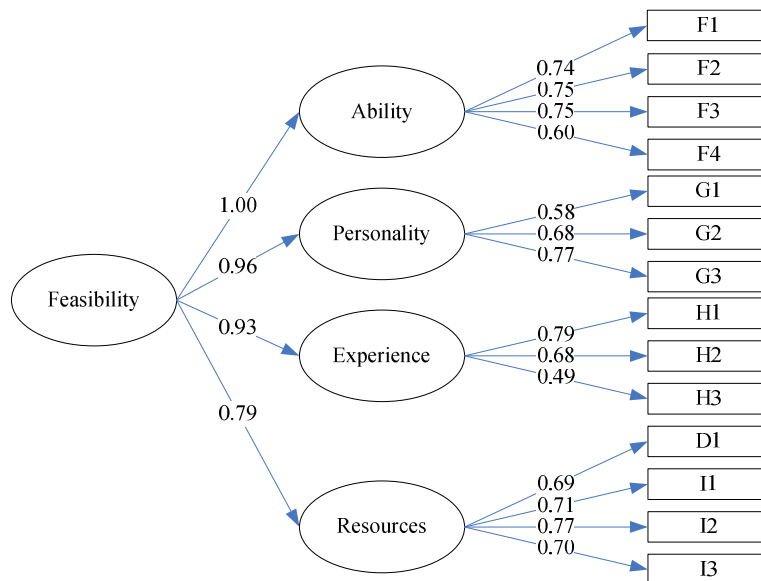 F1
0.74
F2
0.75
Ability
0.75
F3
0.60
F4
1.00
G1
0.58
Personality
0.68
G2
0.96
0.77
G3
Feasibility
H1
0.93
0.79
Experience
0.68
H2
0.49
H3
0.79
D1
0.69
I1
0.71
Resources
0.77
I2
0.70
I3